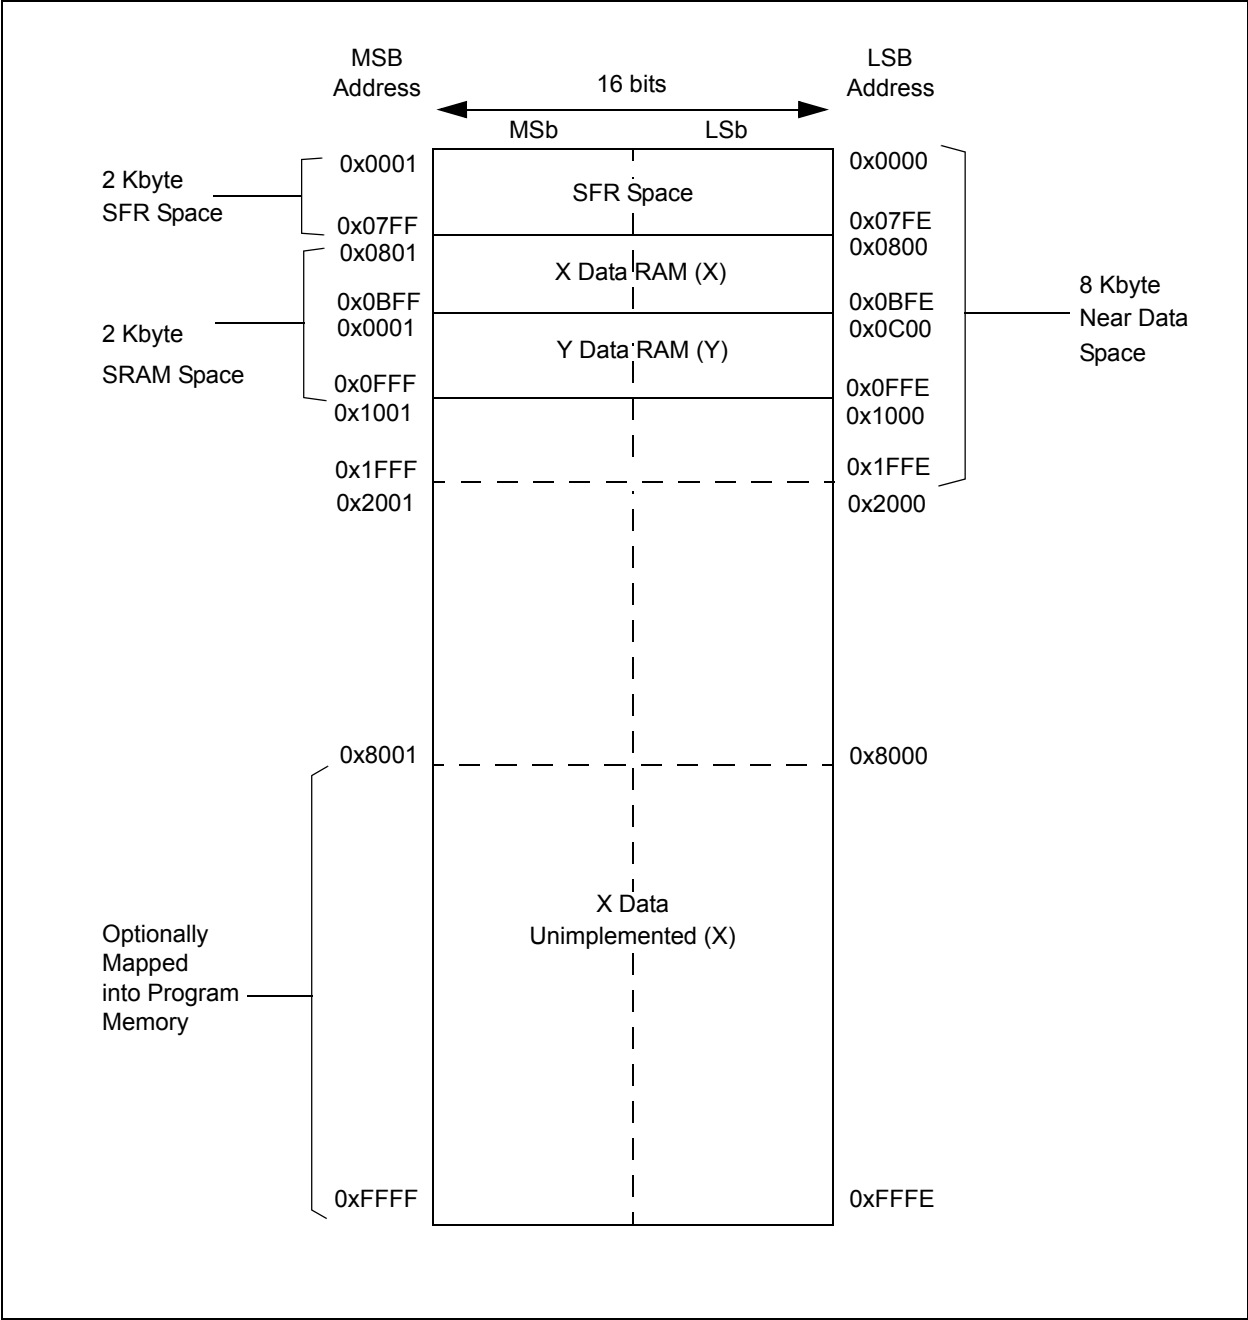 MSB
Address
LSB
Address
16 bits
MSb
LSb
2 Kbyte
SFR Space
0x0001
0x07FF
SFR Space
0x0000
0x07FE
2 Kbyte
SRAM Space
0x0801
0x0BFF
X Data RAM (X)
0x0800
0x0BFE
0x0001
0x0FFF
Y Data RAM (Y)
0x0C00
0x0FFE
8 Kbyte
Near Data
Space
0x1001
0x1FFF
0x1000
0x1FFE
0x2001
0x2000
0x8001
0x8000
Optionally
Mapped
into Program
Memory
X Data
Unimplemented (X)
0xFFFF
0xFFFE